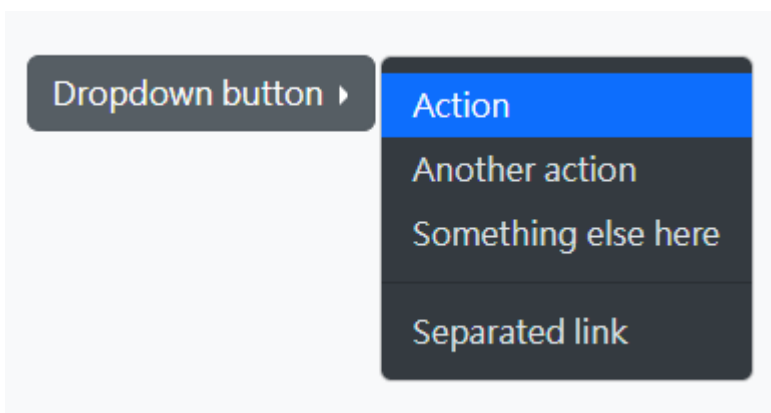 Dropdown button
Action
Another action
Something else here
Separated link